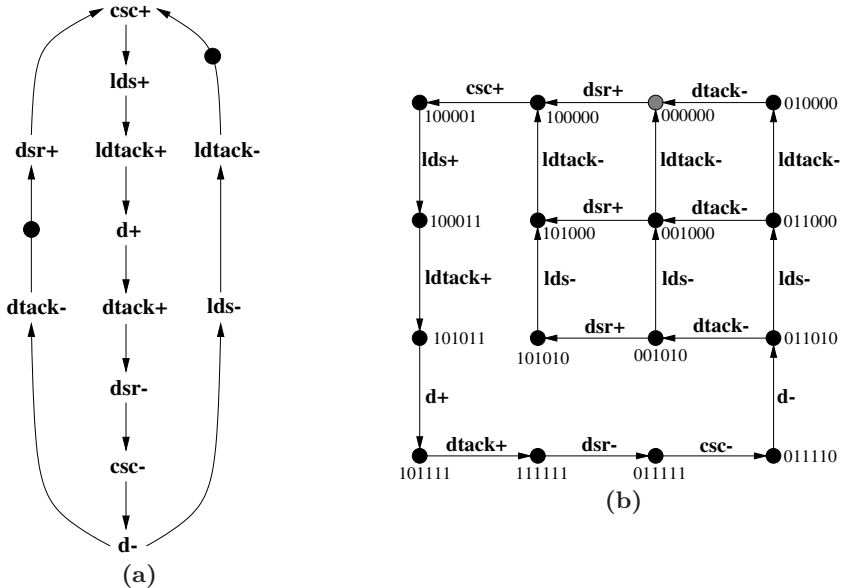 csc+
lds+
dsr+ ldtack+ ldtack-
d+
dtack- dtack+ lds-
dsr-
csc-
d-
(a)
csc+ dsr+ dtack-
100001 100000 000000 010000
lds+ ldtack- ldtack- ldtack-
dsr+ dtack-
100011 101000 001000 011000
ldtack+ lds- lds- lds-
dsr+ dtack-
101011 101010 001010 011010
d+ d-
dtack+ dsr- csc-
101111 111111 011111 011110
(b)